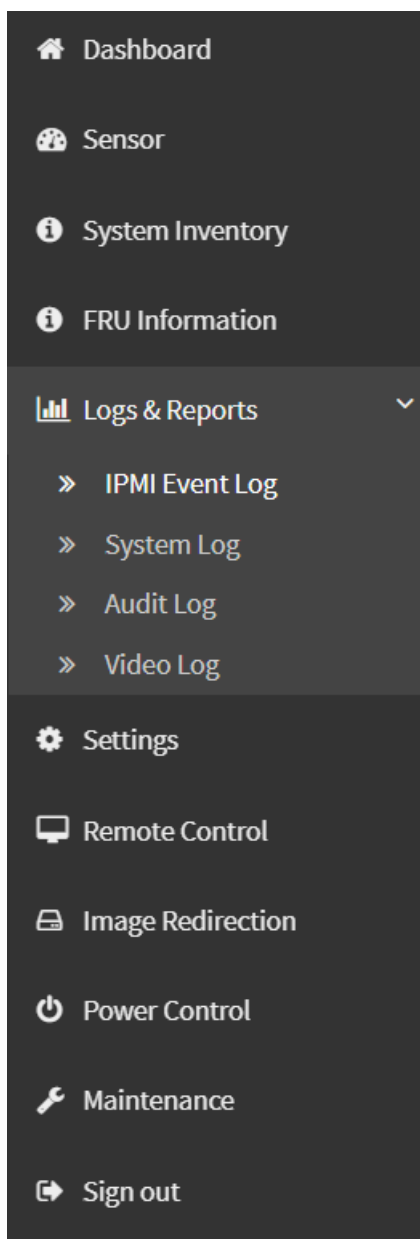 Dashboard
Sensor
System Inventory
FRU Information
Logs & Reports
IPMI Event Log
System Log
Audit Log
Video Log
Settings
Remote Control
Image Redirection
Power Control
Maintenance
Sign out